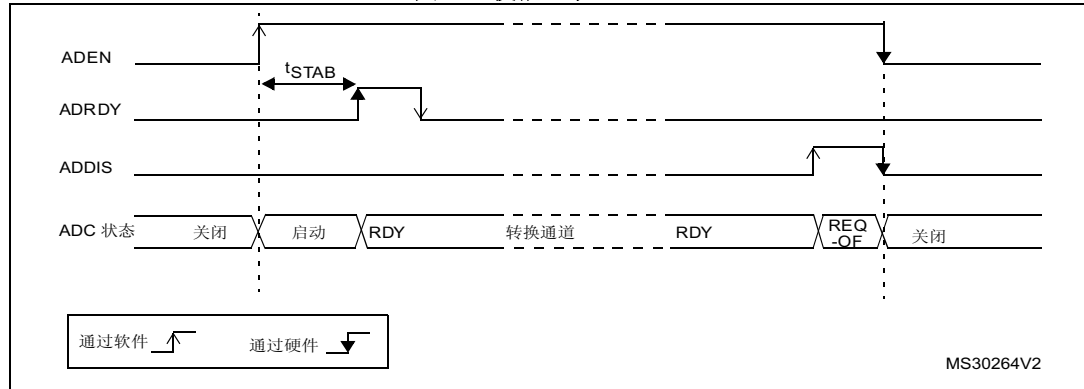 ADEN
tSTAB
ADRDY
ADDIS
ADC 状态 关闭 启动 RDY 转换通道 RDY REQ
-OF 关闭
通过软件 通过硬件
MS30264V2